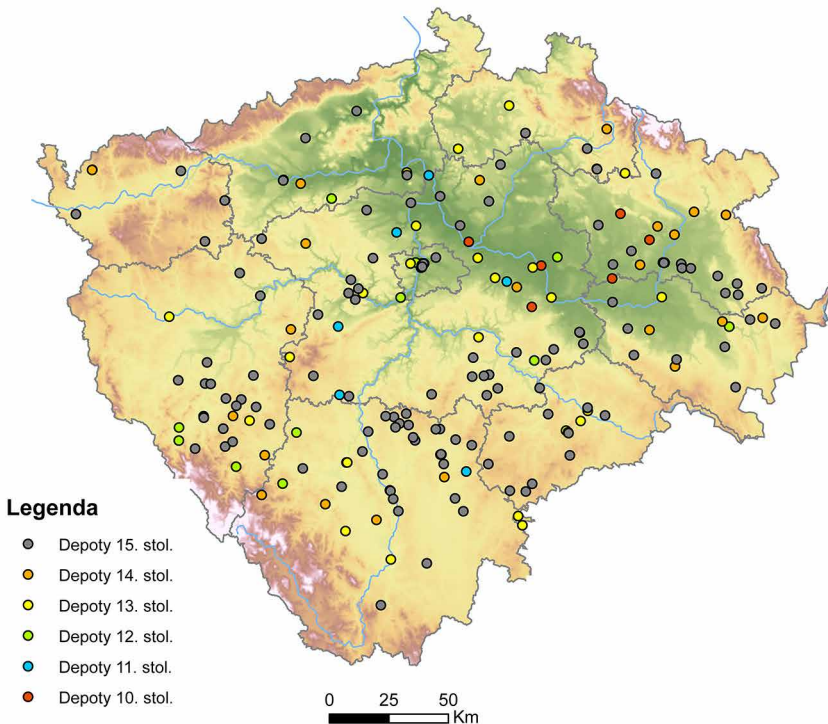 Legenda
Depoty 15. stol.
Depoty 14. stol.
Depoty 13. stol.
Depoty 12. stol.
Depoty 11. stol.
Depoty 10. stol.
0 25 50
Km